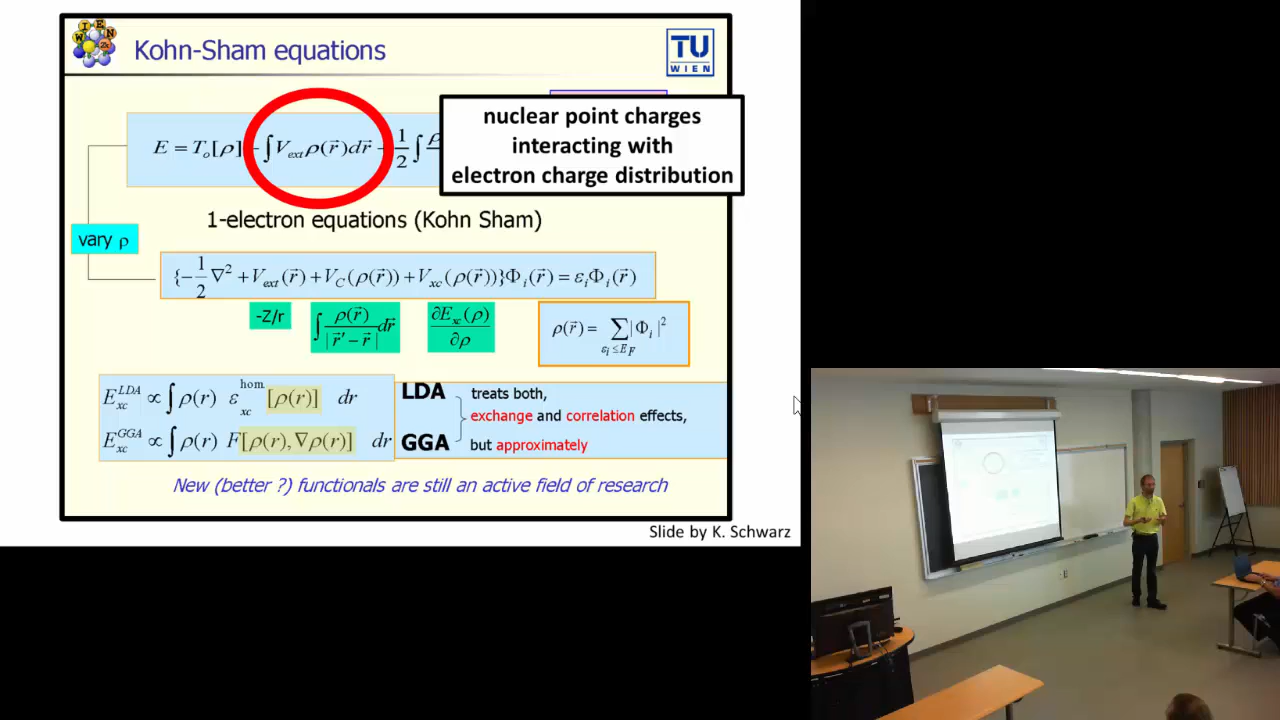 WIEN2k
Kohn-Sham equations
TU
WIEN
nuclear point charges
interacting with
electron charge distribution
E = T_o[ρ] + ∫V_ext ρ(r⃗)dr⃗ + 1/2 ∫
1-electron equations (Kohn Sham)
vary ρ
{-1/2 ∇² + V_ext(r⃗) + V_C(ρ(r⃗)) + V_xc(ρ(r⃗))}Φ_i(r⃗) = ε_iΦ_i(r⃗)
-Z/r
∫ρ(r⃗)/|r⃗'-r⃗| dr⃗
∂E_xc(ρ)/∂ρ
ρ(r⃗) = Σ_{ε_i≤E_F} |Φ_i|²
E_xc^LDA ∝ ∫ρ(r) ε_xc^hom. [ρ(r)] dr
LDA
treats both,
exchange and correlation effects,
E_xc^GGA ∝ ∫ρ(r) F[ρ(r),∇ρ(r)] dr
GGA
but approximately
New (better ?) functionals are still an active field of research
Slide by K. Schwarz